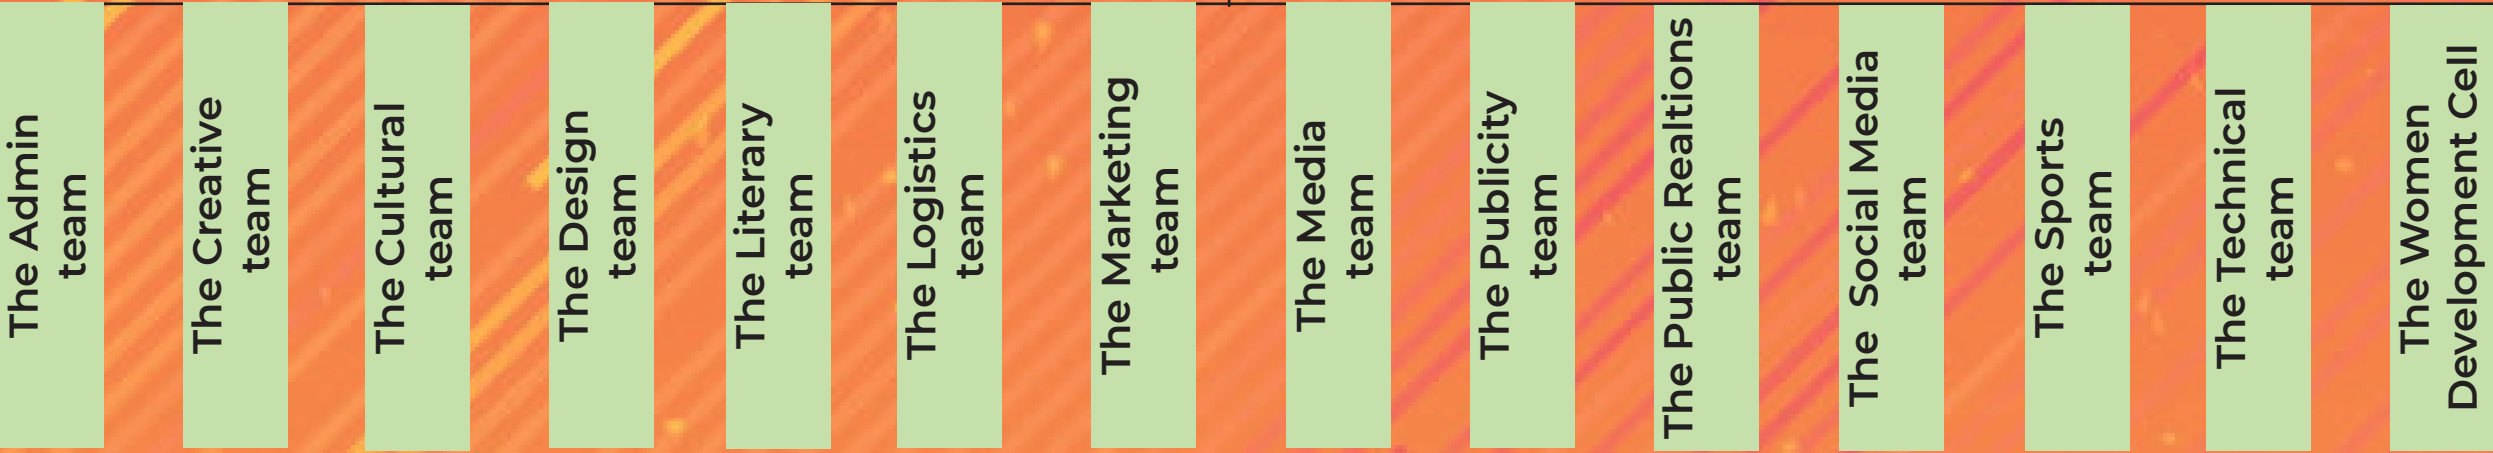 The Admin
team
The Creative
team
The Cultural
team
The Design
team
The Literary
team
The Logistics
team
The Marketing
team
The Media
team
The Publicity
team
The Public Realtions
team
The Social Media
team
The Sports
team
The Technical
team
The Women
Development Cell